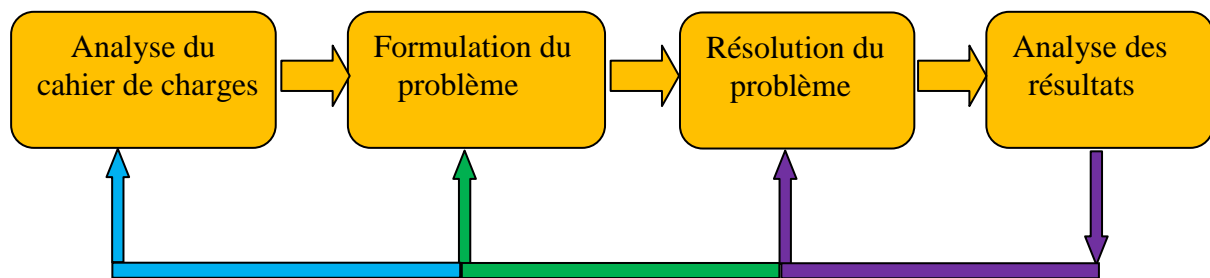 Analyse du
cahier de charges
Formulation du
problème
Résolution du
problème
Analyse des
résultats